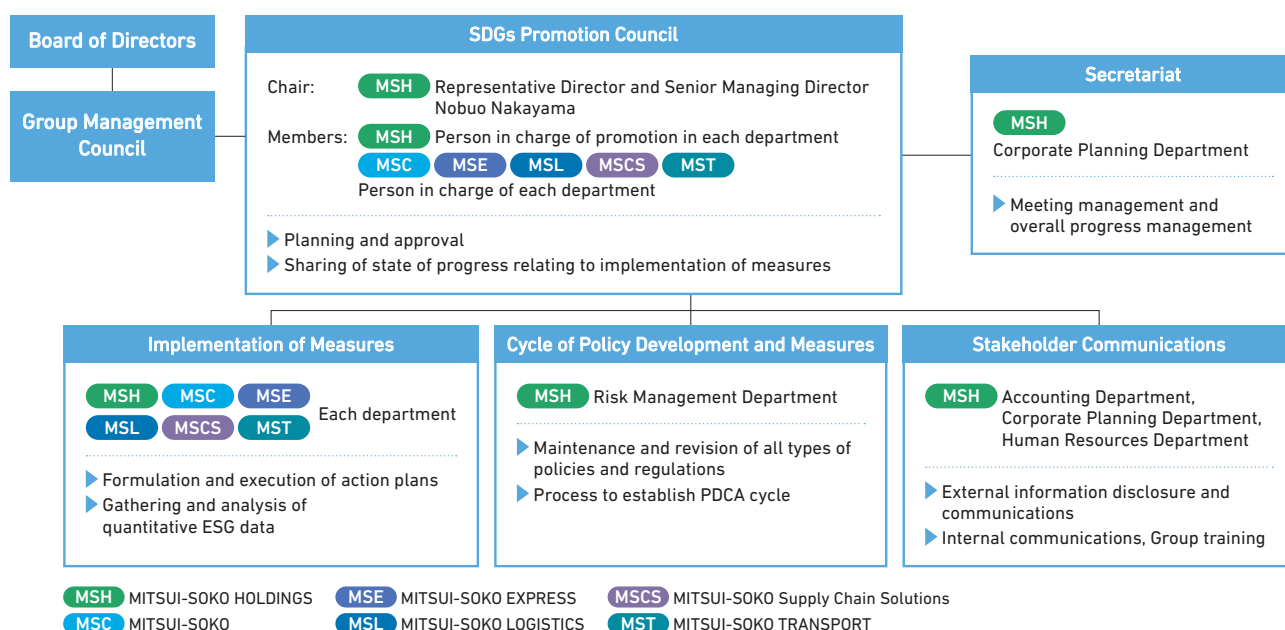 Board of Directors
Group Management
Council
SDGs Promotion Council
Chair: MSH Representative Director and Senior Managing Director
Nobuo Nakayama
Members: MSH Person in charge of promotion in each department
MSC MSE MSL MSCS MST
Person in charge of each department
Planning and approval
Sharing of state of progress relating to implementation of measures
Secretariat
MSH
Corporate Planning Department
Meeting management and
overall progress management
Implementation of Measures
MSH MSC MSE
MSL MSCS MST
Each department
Formulation and execution of action plans
Gathering and analysis of
quantitative ESG data
Cycle of Policy Development and Measures
MSH Risk Management Department
Maintenance and revision of all types of
policies and regulations
Process to establish PDCA cycle
Stakeholder Communications
MSH Accounting Department,
Corporate Planning Department,
Human Resources Department
External information disclosure and
communications
Internal communications, Group training
MSH MITSUI-SOKO HOLDINGS MSE MITSUI-SOKO EXPRESS MSCS MITSUI-SOKO Supply Chain Solutions
MSC MITSUI-SOKO MSL MITSUI-SOKO LOGISTICS MST MITSUI-SOKO TRANSPORT